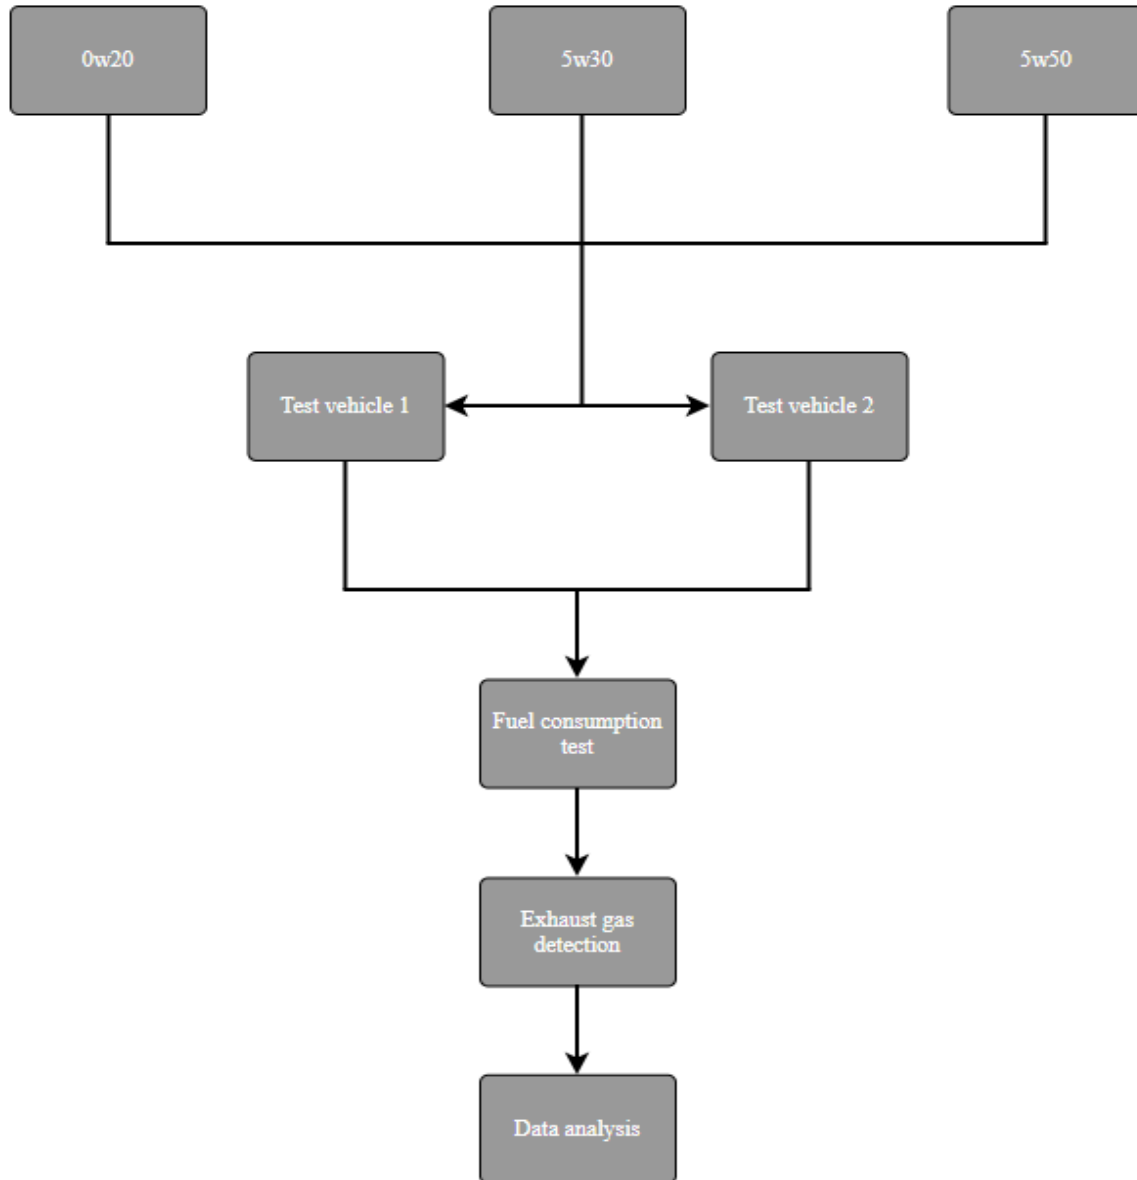 0w20
5w30
5w50
Test vehicle 1
Test vehicle 2
Fuel consumption
test
Exhaust gas
detection
Data analysis